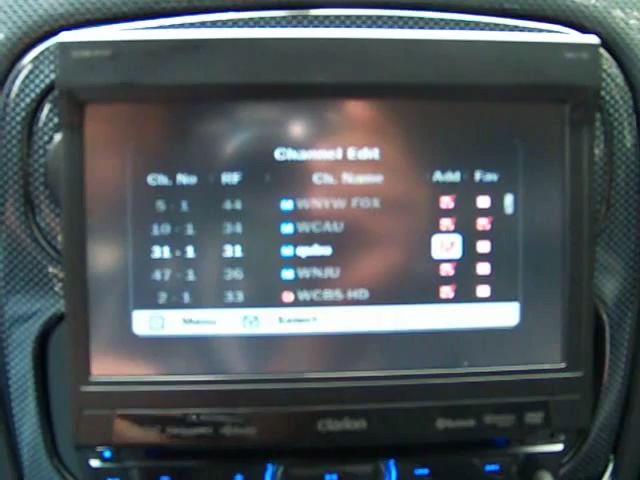 Channel Edit
Ch. No RF Ch. Name Add Fav
5 - 1 44 WNYW FOX
10 - 1 34 WCAU
31 - 1 31 qubo
47 - 1 36 WNJU
2 - 1 33 WCBS-HD
Menu Select
clarion